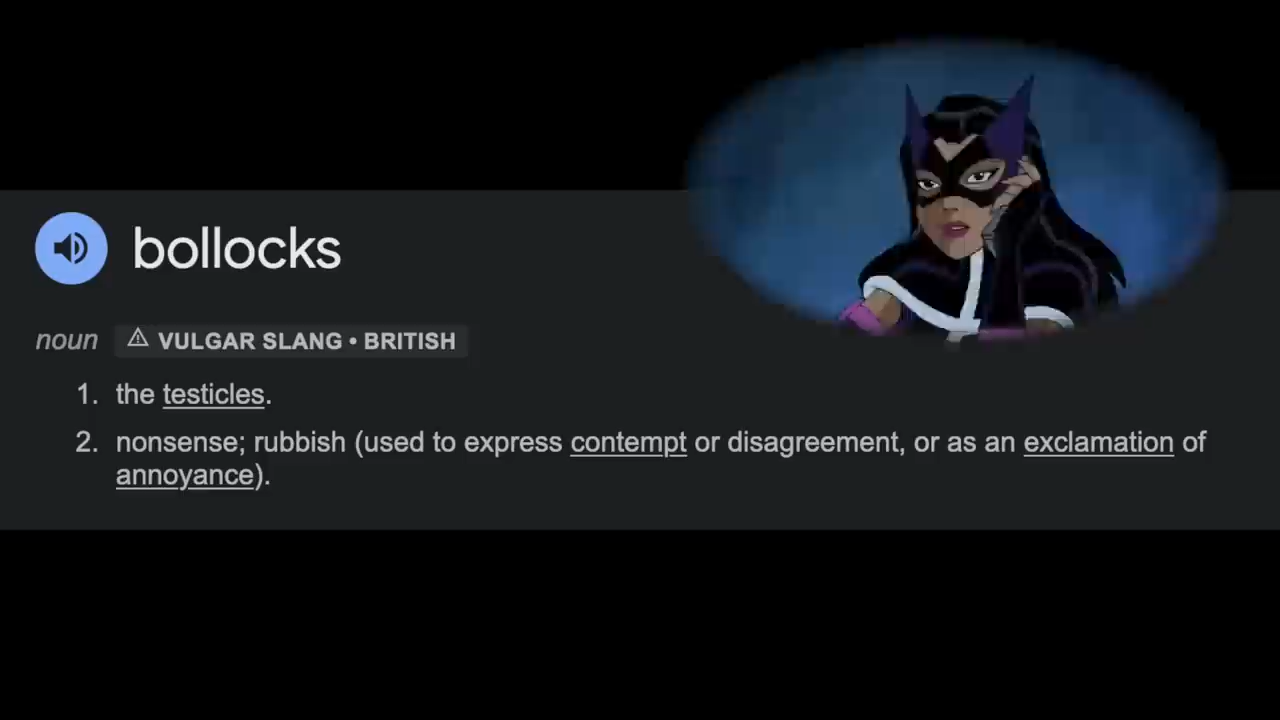 bollocks
noun VULGAR SLANG • BRITISH
1. the testicles.
2. nonsense; rubbish (used to express contempt or disagreement, or as an exclamation of
annoyance).